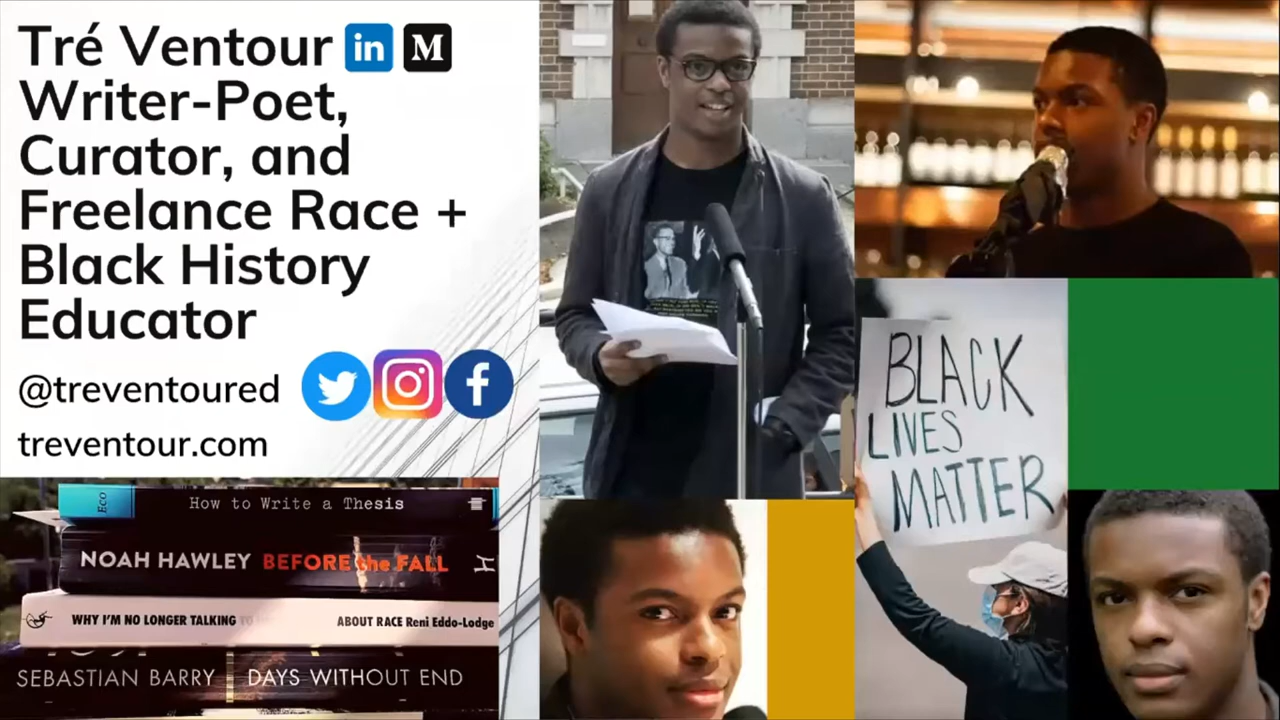 Tré Ventour in M
Writer-Poet,
Curator, and
Freelance Race +
Black History
Educator
@treventoured
treventour.com
Eco How to Write a Thesis
NOAH HAWLEY BEFORE the FALL
WHY I'M NO LONGER TALKING ABOUT RACE Reni Eddo-Lodge
SEBASTIAN BARRY DAYS WITHOUT END
BLACK
LIVES
MATTER